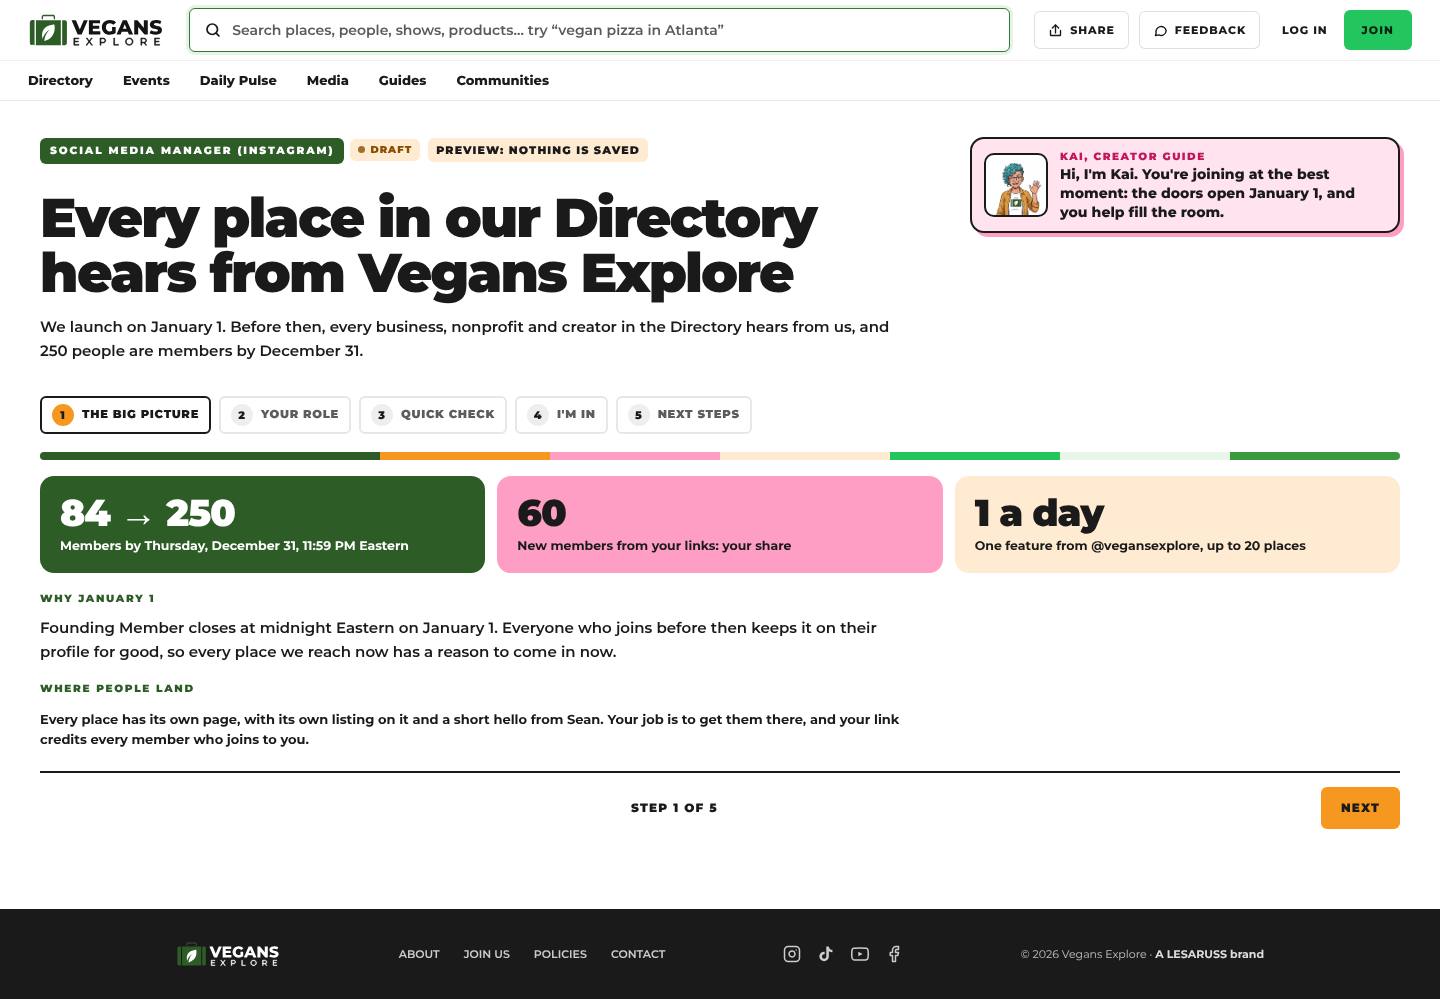 VEGANS
EXPLORE
Search places, people, shows, products... try “vegan pizza in Atlanta”
SHARE
FEEDBACK
LOG IN
JOIN
Directory
Events
Daily Pulse
Media
Guides
Communities
SOCIAL MEDIA MANAGER (INSTAGRAM)
DRAFT
PREVIEW: NOTHING IS SAVED
KAI, CREATOR GUIDE
Hi, I'm Kai. You're joining at the best
moment: the doors open January 1, and
you help fill the room.
Every place in our Directory
hears from Vegans Explore
We launch on January 1. Before then, every business, nonprofit and creator in the Directory hears from us, and
250 people are members by December 31.
1 THE BIG PICTURE
2 YOUR ROLE
3 QUICK CHECK
4 I'M IN
5 NEXT STEPS
84 → 250
Members by Thursday, December 31, 11:59 PM Eastern
60
New members from your links: your share
1 a day
One feature from @vegansexplore, up to 20 places
WHY JANUARY 1
Founding Member closes at midnight Eastern on January 1. Everyone who joins before then keeps it on their
profile for good, so every place we reach now has a reason to come in now.
WHERE PEOPLE LAND
Every place has its own page, with its own listing on it and a short hello from Sean. Your job is to get them there, and your link
credits every member who joins to you.
STEP 1 OF 5
NEXT
VEGANS
EXPLORE
ABOUT
JOIN US
POLICIES
CONTACT
© 2026 Vegans Explore · A LESARUSS brand